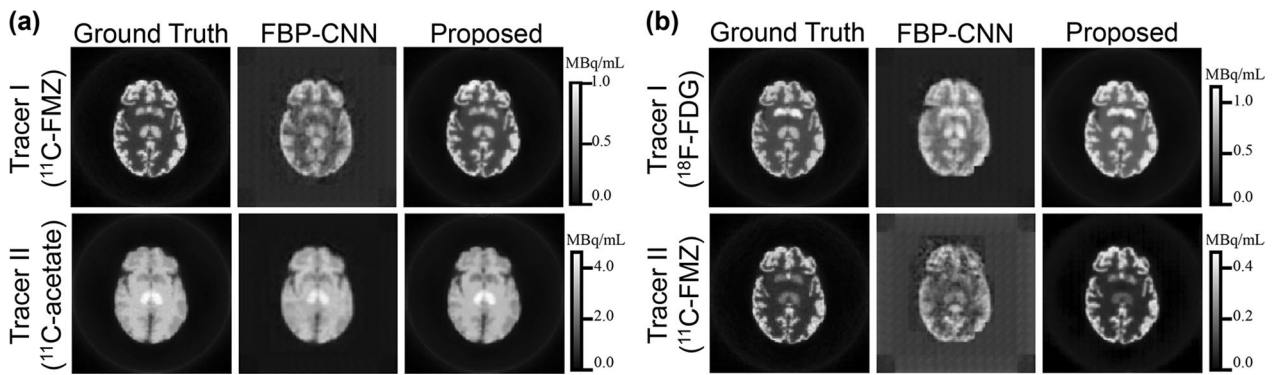 (a)
Ground Truth FBP-CNN Proposed
Tracer I
(¹¹C-FMZ)
MBq/mL
1.0
0.5
0.0
Tracer II
(¹¹C-acetate)
MBq/mL
4.0
2.0
0.0
(b)
Ground Truth FBP-CNN Proposed
Tracer I
(¹⁸F-FDG)
MBq/mL
1.0
0.5
0.0
Tracer II
(¹¹C-FMZ)
MBq/mL
0.4
0.2
0.0